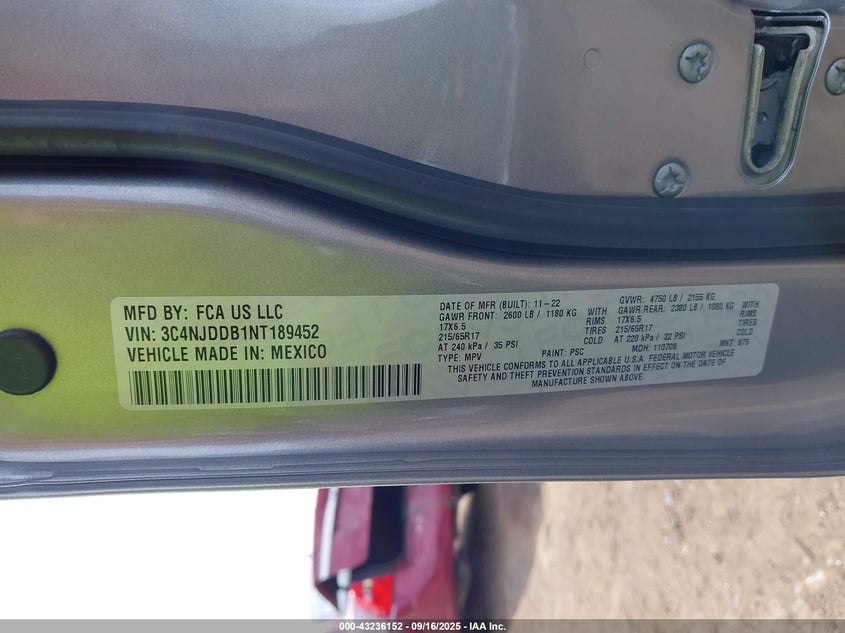 MFD BY: FCA US LLC
VIN: 3C4NJDDB1NT189452
VEHICLE MADE IN: MEXICO
DATE OF MFR (BUILT): 11-22 GVWR: 4750 LB / 2155 KG
GAWR FRONT: 2600 LB / 1180 KG WITH GAWR REAR: 2380 LB / 1080 KG WITH
17X6.5 RIMS 17X6.5 RIMS
215/65R17 TIRES 215/65R17 TIRES
AT 240 kPa / 35 PSI COLD AT 220 kPa / 32 PSI COLD
TYPE: MPV PAINT: PSC MDH: 110708 MKT: 875
THIS VEHICLE CONFORMS TO ALL APPLICABLE U.S.A. FEDERAL MOTOR VEHICLE
SAFETY AND THEFT PREVENTION STANDARDS IN EFFECT ON THE DATE OF
MANUFACTURE SHOWN ABOVE.
000-43236152 - 09/16/2025 - IAA Inc.